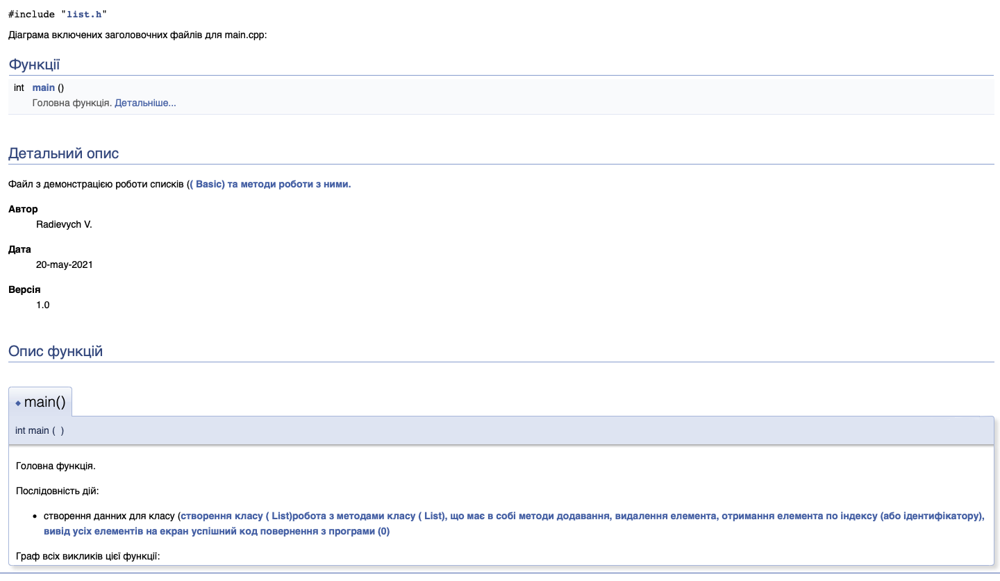 #include "list.h"
Діаграма включених заголовочних файлів для main.cpp:
Функції
int main ()
Головна функція. Детальніше...
Детальний опис
Файл з демонстрацією роботи списків (( Basic) та методи роботи з ними.
Автор
Radievych V.
Дата
20-may-2021
Версія
1.0
Опис функцій
◆ main()
int main ( )
Головна функція.
Послідовність дій:
• створення данних для класу (створення класу ( List)робота з методами класу ( List), що має в собі методи додавання, видалення елемента, отримання елемента по індексу (або ідентифікатору),
вивід усіх елементів на екран успішний код повернення з програми (0)
Граф всіх викликів цієї функції: